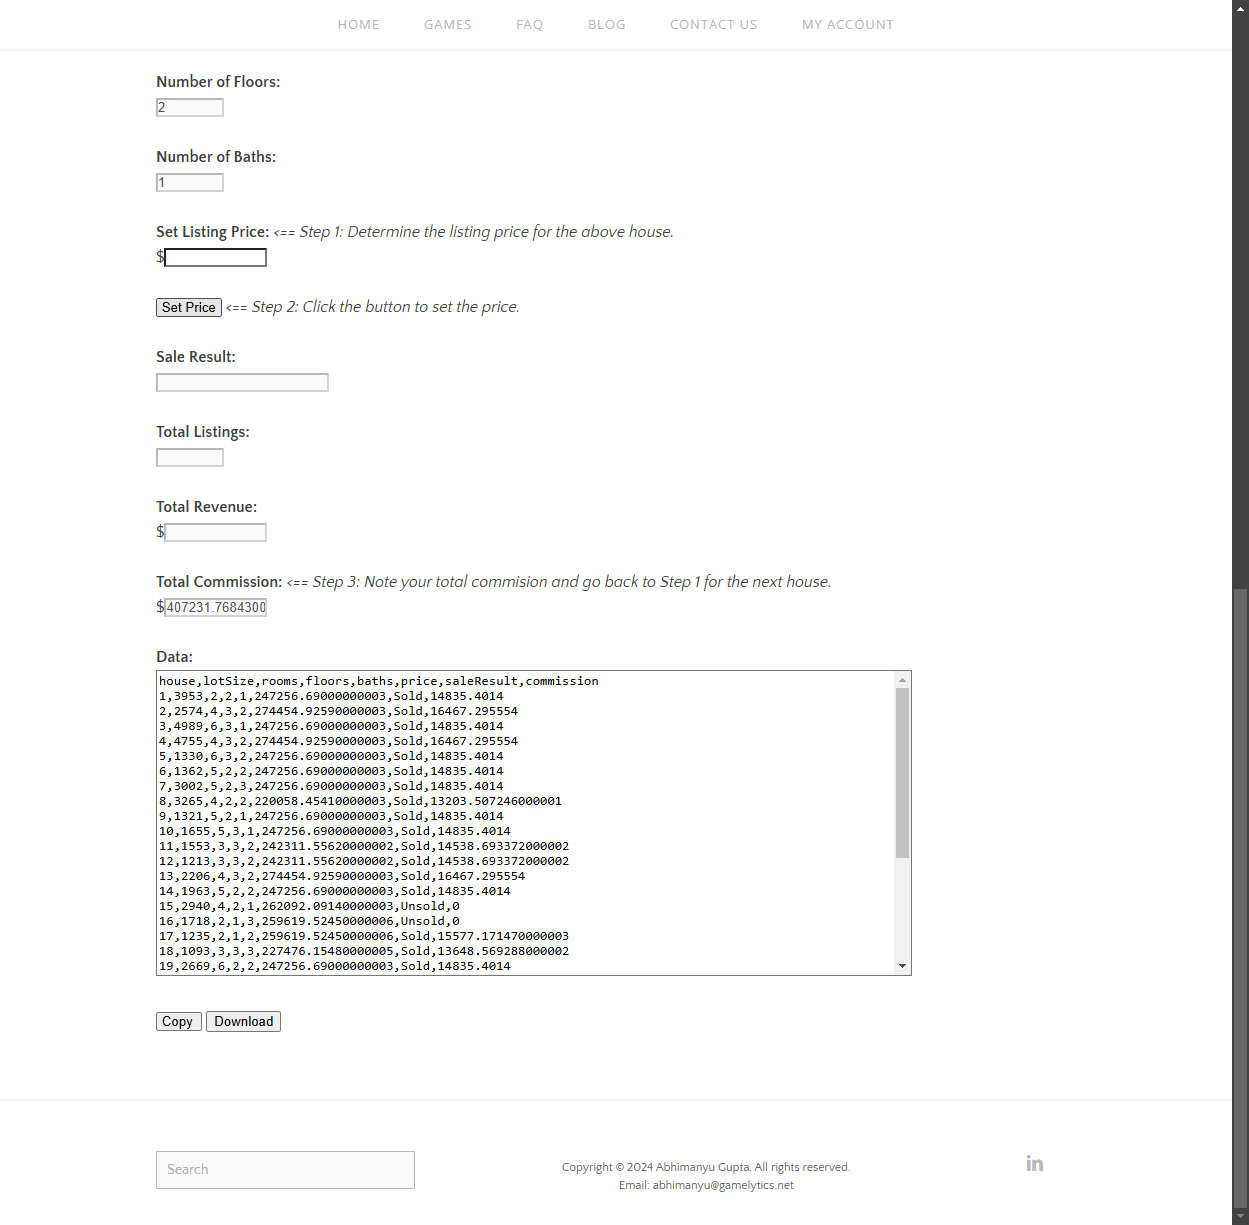 HOME GAMES FAQ BLOG CONTACT US MY ACCOUNT
Number of Floors:
2
Number of Baths:
1
Set Listing Price: <== Step 1: Determine the listing price for the above house.
$
Set Price <== Step 2: Click the button to set the price.
Sale Result:
Total Listings:
Total Revenue:
$
Total Commission: <== Step 3: Note your total commision and go back to Step 1 for the next house.
$407231.7684300
Data:
house,lotSize,rooms,floors,baths,price,saleResult,commission
1,3953,2,2,1,247256.69000000003,Sold,14835.4014
2,2574,4,3,2,274454.92590000003,Sold,16467.295554
3,4989,6,3,1,247256.69000000003,Sold,14835.4014
4,4755,4,3,2,274454.92590000003,Sold,16467.295554
5,1330,6,3,2,247256.69000000003,Sold,14835.4014
6,1362,5,2,2,247256.69000000003,Sold,14835.4014
7,3002,5,2,3,247256.69000000003,Sold,14835.4014
8,3265,4,2,2,220058.45410000003,Sold,13203.507246000001
9,1321,5,2,1,247256.69000000003,Sold,14835.4014
10,1655,5,3,1,247256.69000000003,Sold,14835.4014
11,1553,3,3,2,242311.55620000002,Sold,14538.693372000002
12,1213,3,3,2,242311.55620000002,Sold,14538.693372000002
13,2206,4,3,2,274454.92590000003,Sold,16467.295554
14,1963,5,2,2,247256.69000000003,Sold,14835.4014
15,2940,4,2,1,262092.09140000003,Unsold,0
16,1718,2,1,3,259619.52450000006,Unsold,0
17,1235,2,1,2,259619.52450000006,Sold,15577.171470000003
18,1093,3,3,3,227476.15480000005,Sold,13648.569288000002
19,2669,6,2,2,247256.69000000003,Sold,14835.4014
Copy Download
Search
Copyright © 2024 Abhimanyu Gupta. All rights reserved.
Email: abhimanyu@gamelytics.net
in